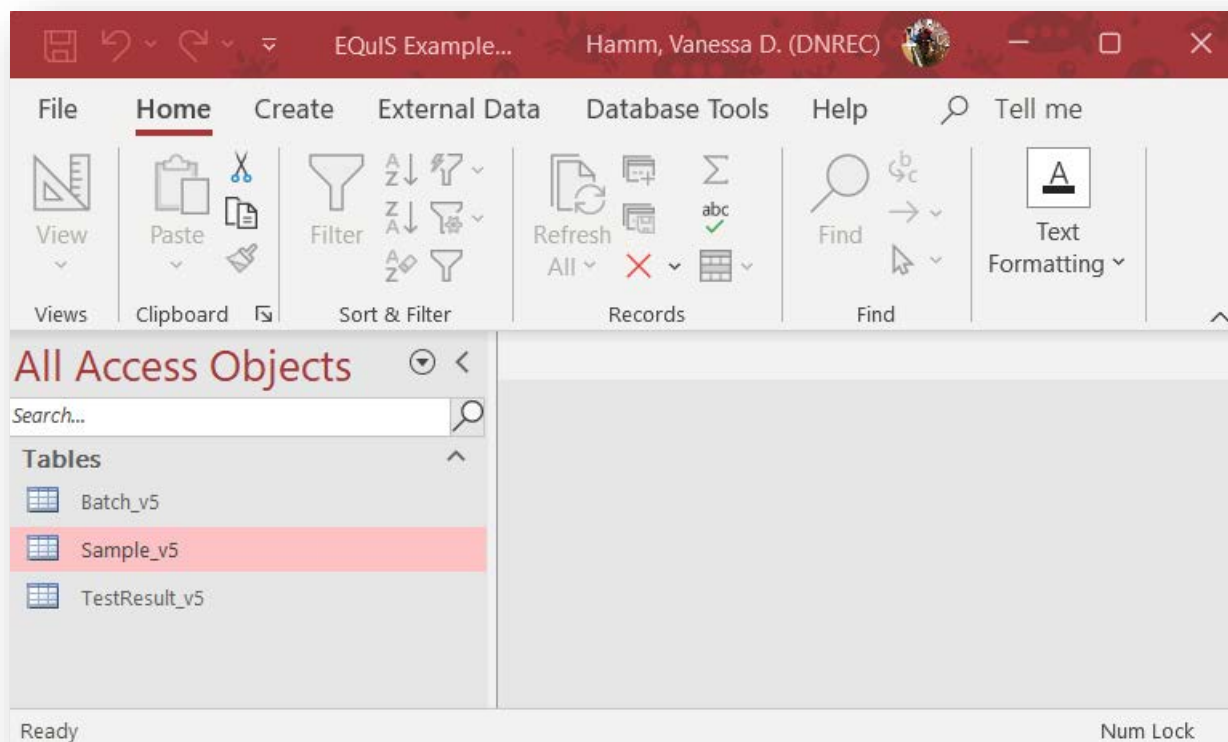 EQuIS Example... Hamm, Vanessa D. (DNREC)
File Home Create External Data Database Tools Help Tell me
View
Paste
Filter
Refresh
All
Find
Text
Formatting
Views Clipboard Sort & Filter Records Find
All Access Objects
Search...
Tables
Batch_v5
Sample_v5
TestResult_v5
Ready Num Lock